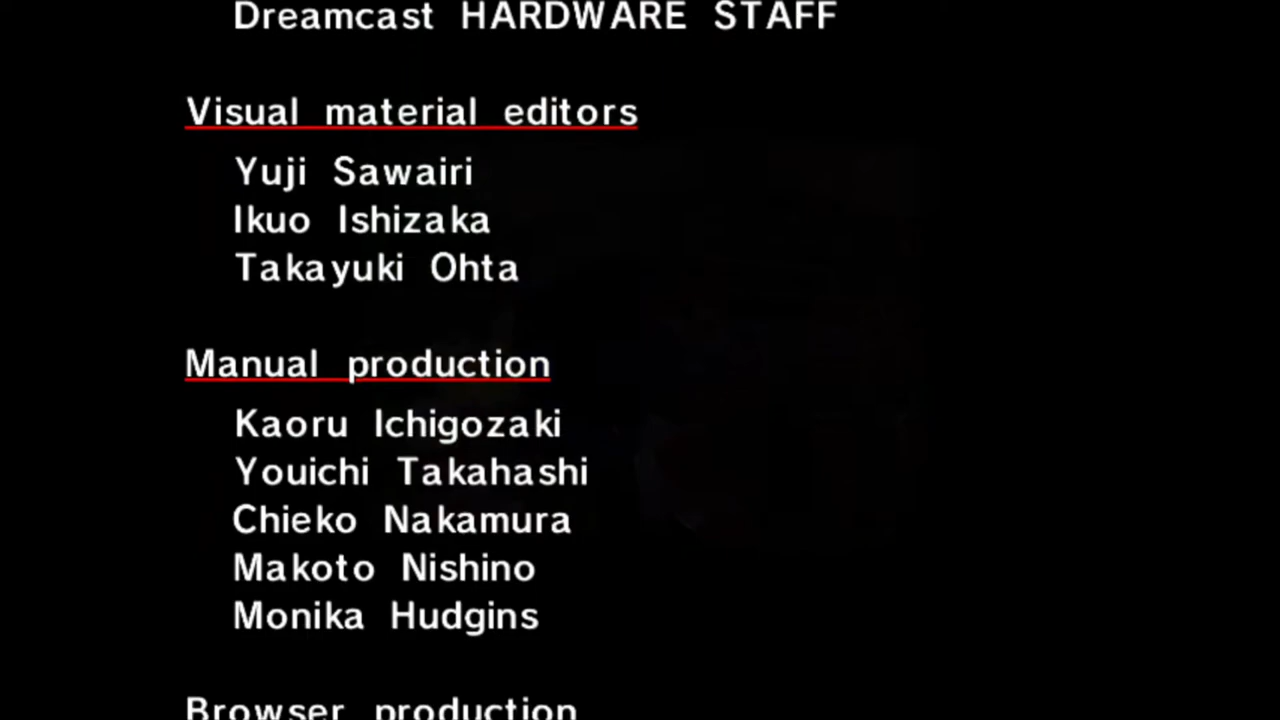 Dreamcast HARDWARE STAFF
Visual material editors
Yuji Sawairi
Ikuo Ishizaka
Takayuki Ohta
Manual production
Kaoru Ichigozaki
Youichi Takahashi
Chieko Nakamura
Makoto Nishino
Monika Hudgins
Browser production